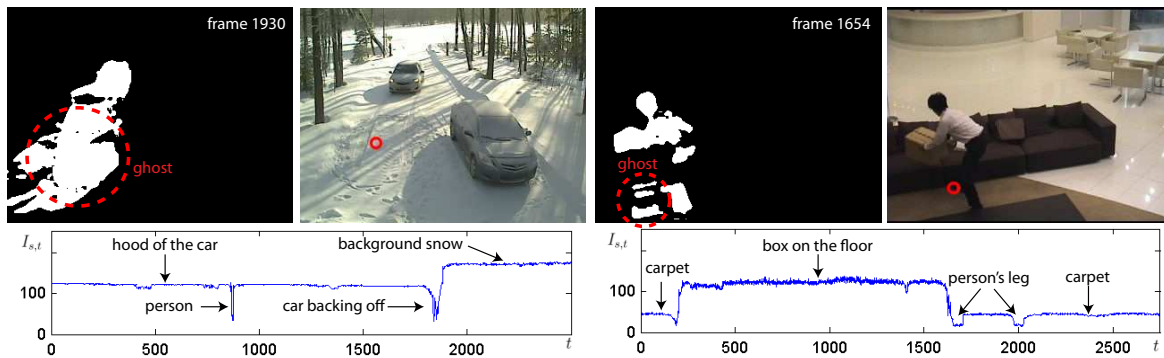 frame 1930
ghost
frame 1654
ghost
I_{s,t}
hood of the car
background snow
100
person
car backing off
0
0
500
1000
1500
2000
t
I_{s,t}
box on the floor
carpet
person's leg
carpet
100
0
0
500
1000
1500
2000
2500
t